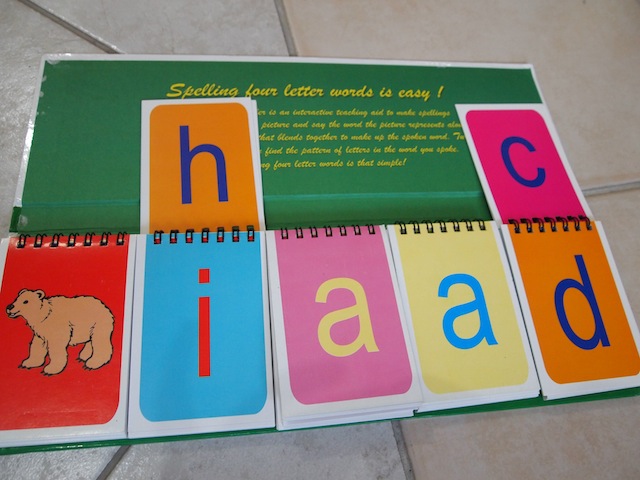 Spelling four letter words is easy !
is an interactive teaching aid to make spellings
picture and say the word the picture represents
that blends together to make up the spoken word.
find the pattern of letters in the word you spoke.
four letter words is that simple!
h c
i a a d